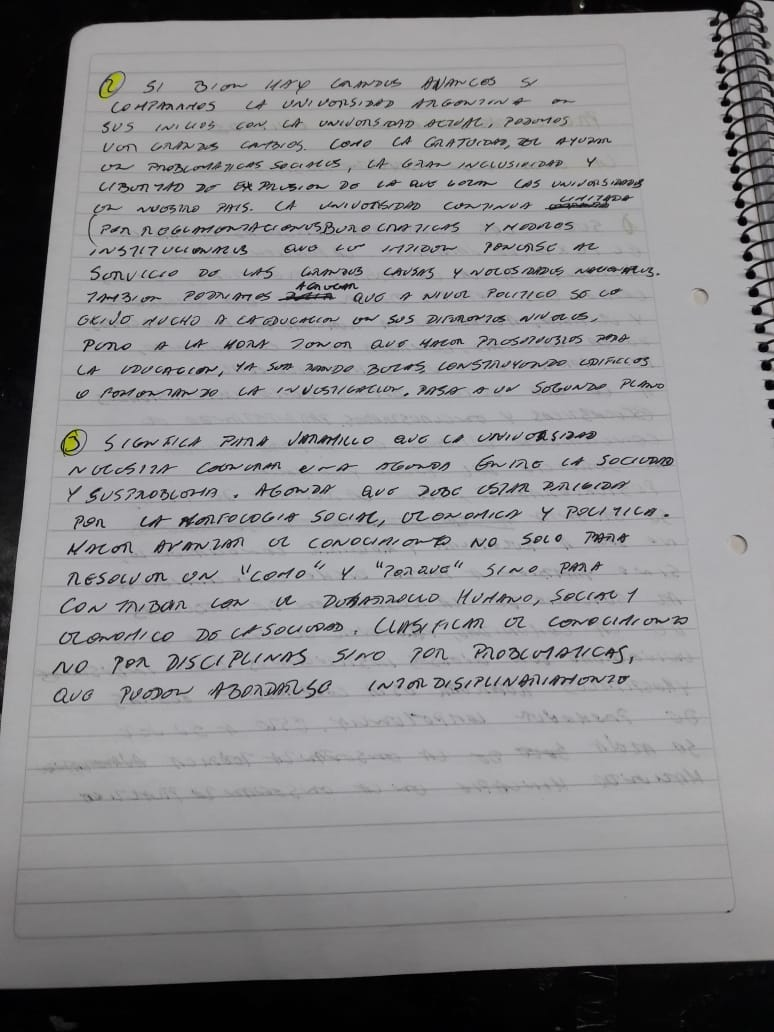 2 SI BIEN HAY GRANDES AVANCES SI
COMPARAMOS LA UNIVERSIDAD ARGENTINA EN
SUS INICIOS CON LA UNIVERSIDAD ACTUAL, PODEMOS
VER GRANDES CAMBIOS. COMO LA GRATUIDAD, EL AYUDAR
EN PROBLEMATICAS SOCIALES, LA GRAN INCLUSIVIDAD Y
LIBERTAD DE EXPRESION DE LA QUE GOZAN LAS UNIVERSIDADES
EN NUESTRO PAIS. LA UNIVERSIDAD CONTINUA LIMITADA
(POR REGLAMENTACIONES BUROCRATICAS Y MEDIOS
INSTITUCIONALES QUE LE IMPIDEN PONERSE AL
SERVICIO DE LAS GRANDES CAUSAS Y NECESIDADES NACIONALES.
TAMBIEN PODRIAMOS AGREGAR QUE A NIVEL POLITICO SE LE
EXIJE MUCHO A LA EDUCACION EN SUS DIFERENTES NIVELES,
PERO A LA HORA TENER QUE HACER PRESUPUESTOS PARA
LA EDUCACION, YA SEA DANDO BECAS, CONSTRUYENDO EDIFICIOS
O FOMENTANDO LA INVESTIGACION, PASA A UN SEGUNDO PLANO
3 SIGNIFICA PARA JARAMILLO QUE LA UNIVERSIDAD
NECESITA GENERAR UNA AGENDA ENTRE LA SOCIEDAD
Y SUS PROBLEMA. AGENDA QUE DEBE ESTAR DIRIGIDA
POR LA MORFOLOGIA SOCIAL, ECONOMICA Y POLITICA.
HACER AVANZAR EL CONOCIMIENTO NO SOLO PARA
RESOLVER UN "COMO" Y "PORQUE" SINO PARA
CONTRIBUIR CON EL DESARROLLO HUMANO, SOCIAL Y
ECONOMICO DE LA SOCIEDAD. CLASIFICAR EL CONOCIMIENTO
NO POR DISCIPLINAS SINO POR PROBLEMATICAS,
QUE PUEDEN ABORDARSE INTERDISIPLINARIAMENTE